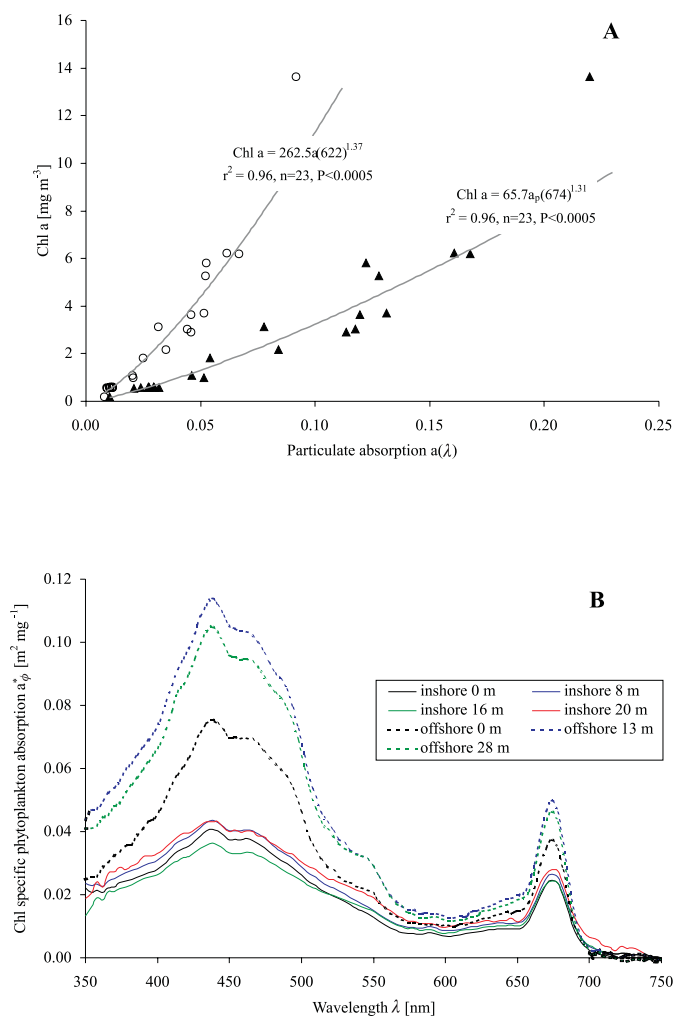 A
16
14
12
10
8
6
4
2
0
Chl a [mg m⁻³]
Chl a = 262.5a(622)^1.37
r² = 0.96, n=23, P<0.0005
Chl a = 65.7aₚ(674)^1.31
r² = 0.96, n=23, P<0.0005
0.00 0.05 0.10 0.15 0.20 0.25
Particulate absorption a(λ)
B
0.12
0.10
0.08
0.06
0.04
0.02
0.00
Chl specific phytoplankton absorption a*ϕ [m² mg⁻¹]
inshore 0 m inshore 8 m
inshore 16 m inshore 20 m
offshore 0 m offshore 13 m
offshore 28 m
350 400 450 500 550 600 650 700 750
Wavelength λ [nm]